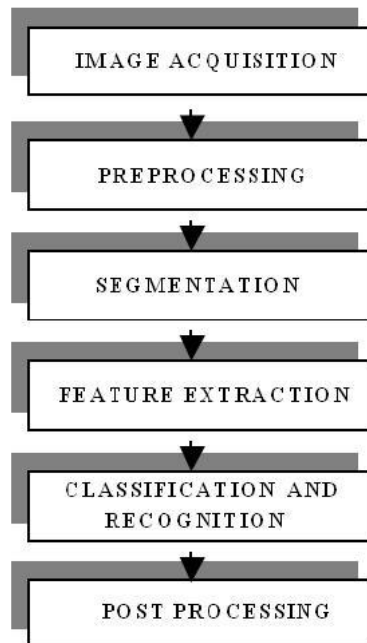 IMAGE ACQUISITION
PREPROCESSING
SEGMENTATION
FEATURE EXTRACTION
CLASSIFICATION AND
RECOGNITION
POST PROCESSING